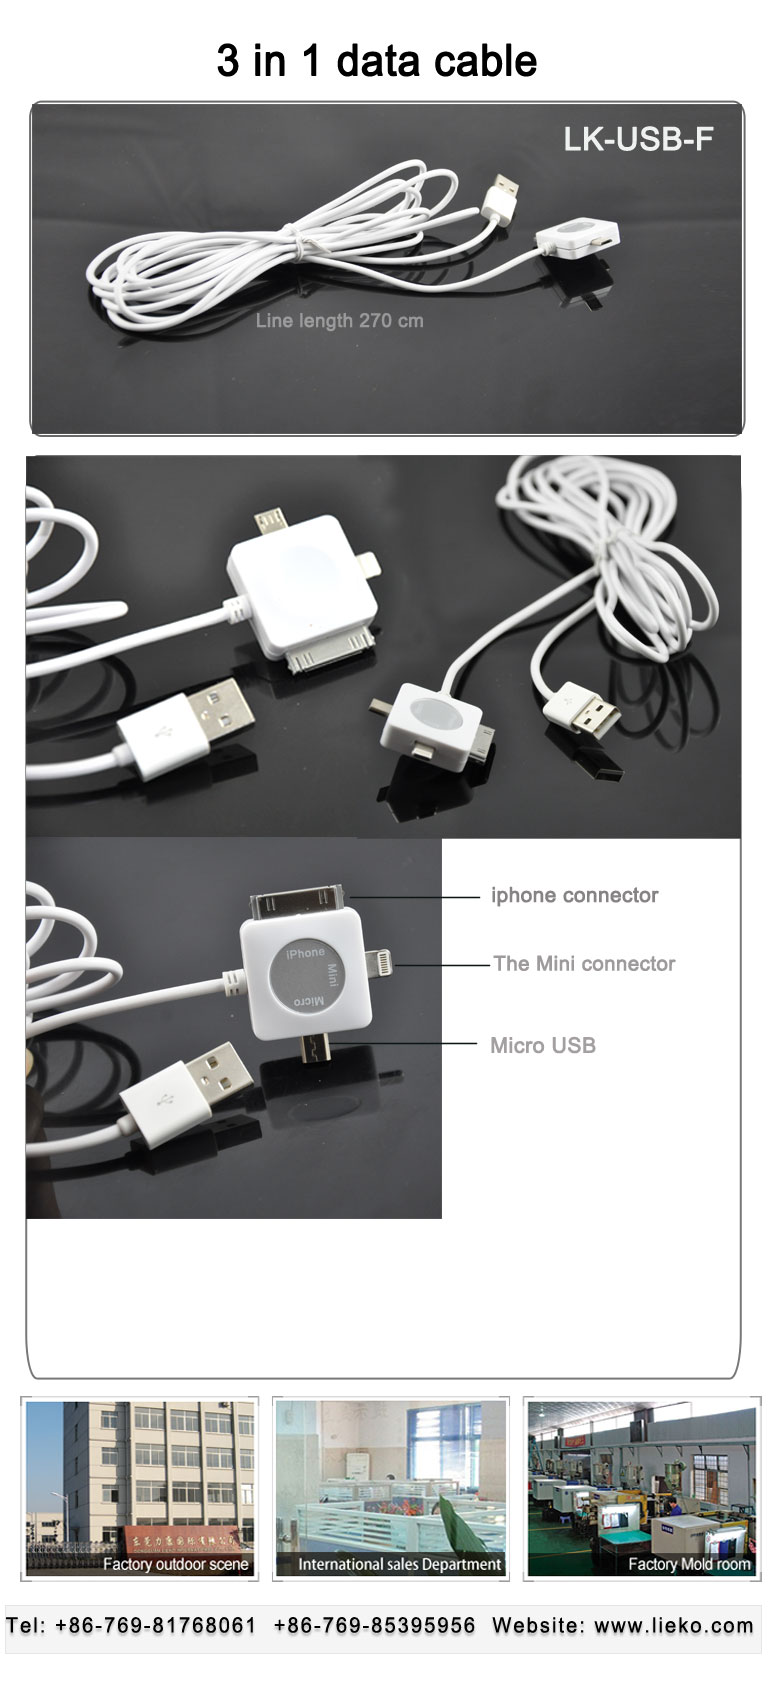 3 in 1 data cable
LK-USB-F
Line length 270 cm
iphone connector
iPhone
Mini
Micro
The Mini connector
Micro USB
Factory outdoor scene
International sales Department
Factory Mold room
Tel: +86-769-81768061 +86-769-85395956 Website: www.lieko.com